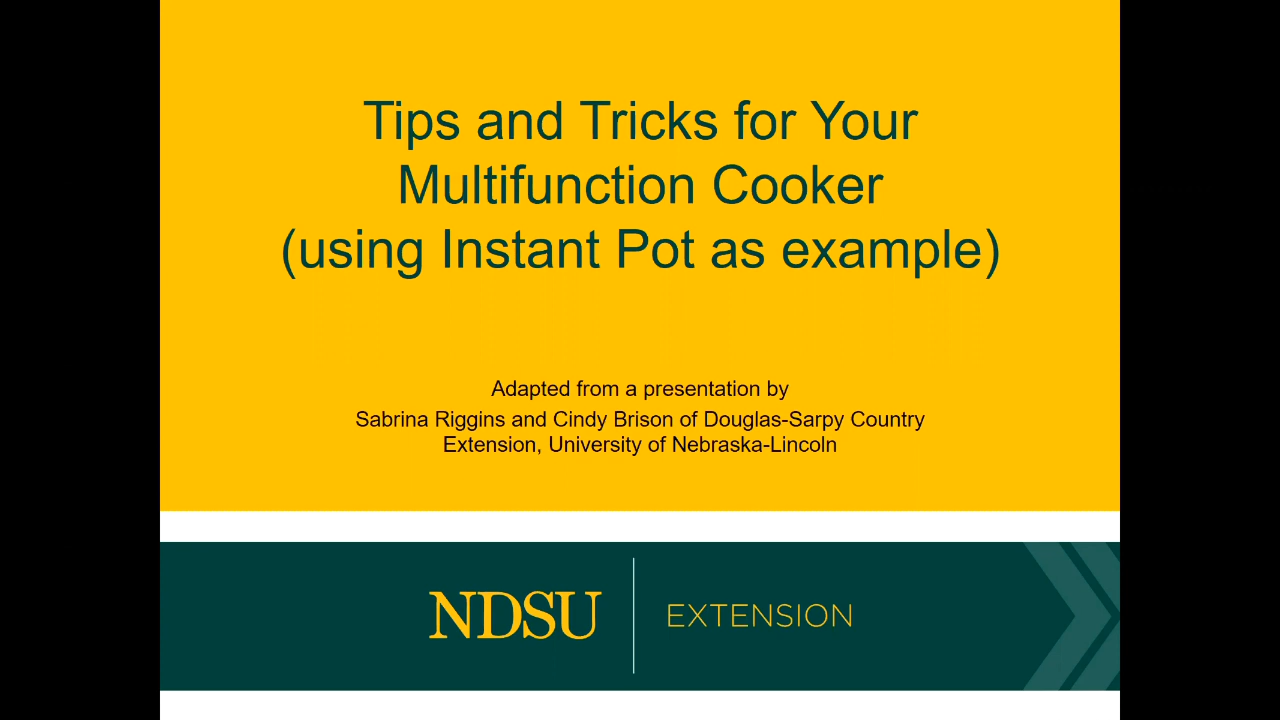 Tips and Tricks for Your
Multifunction Cooker
(using Instant Pot as example)
Adapted from a presentation by
Sabrina Riggins and Cindy Brison of Douglas-Sarpy Country
Extension, University of Nebraska-Lincoln
NDSU EXTENSION